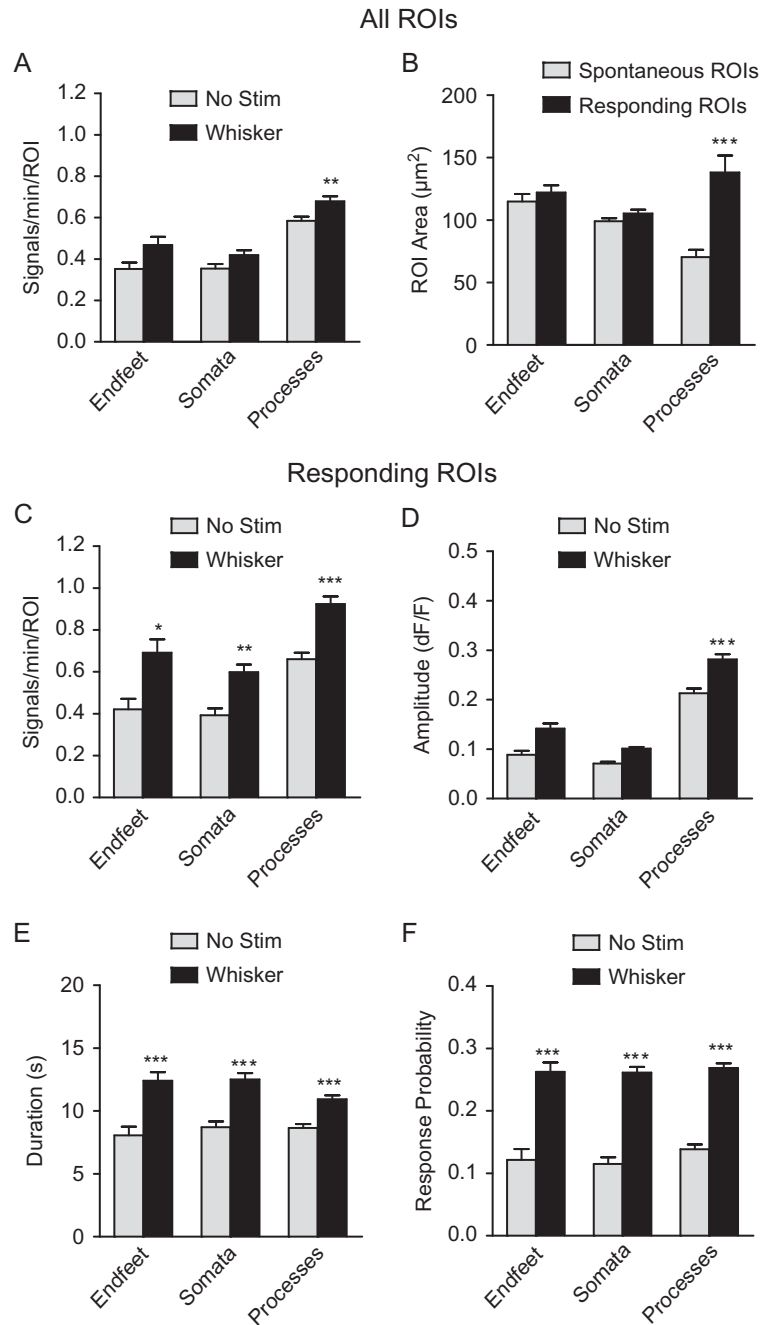 All ROIs
A
No Stim
Whisker
Signals/min/ROI
1.2
1.0
0.8
0.6
0.4
0.2
0.0
**
Endfeet
Somata
Processes
B
Spontaneous ROIs
Responding ROIs
ROI Area (µm²)
200
150
100
50
0
***
Endfeet
Somata
Processes
Responding ROIs
C
No Stim
Whisker
Signals/min/ROI
1.2
1.0
0.8
0.6
0.4
0.2
0.0
*
**
***
Endfeet
Somata
Processes
D
No Stim
Whisker
Amplitude (dF/F)
0.5
0.4
0.3
0.2
0.1
0.0
***
Endfeet
Somata
Processes
E
No Stim
Whisker
Duration (s)
20
15
10
5
0
***
***
***
Endfeet
Somata
Processes
F
No Stim
Whisker
Response Probability
0.4
0.3
0.2
0.1
0.0
***
***
***
Endfeet
Somata
Processes